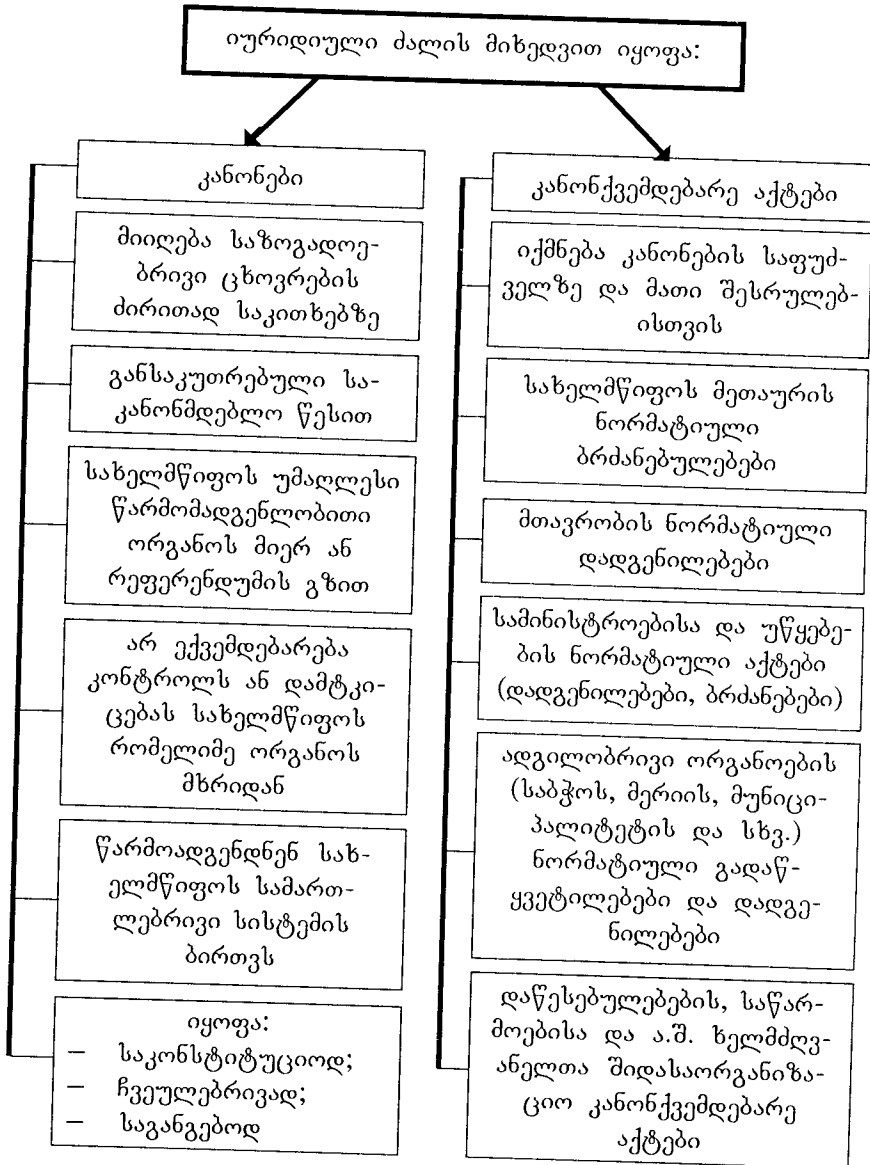 იურიდიული ძალის მიხედვით იყოფა:
კანონები
მიიღება საზოგადოე-
ბრივი ცხოვრების
ძირითად საკითხებზე
განსაკუთრებული სა-
კანონმდებლო წესით
სახელმწიფოს უმაღლესი
წარმომადგენლობითი
ორგანოს მიერ ან
რეფერენდუმის გზით
არ ექვემდებარება
კონტროლს ან დამტკი-
ცებას სახელმწიფოს
რომელიმე ორგანოს
მხრიდან
წარმოადგენდნენ სახ-
ელმწიფოს სამართ-
ლებრივი სისტემის
ბირთვს
იყოფა:
– საკონსტიტუციოდ;
– ჩვეულებრივად;
– საგანგებოდ
კანონქვემდებარე აქტები
იქმნება კანონების საფუძ-
ველზე და მათი შესრულებ-
ისთვის
სახელმწიფოს მეთაურის
ნორმატიული
ბრძანებულებები
მთავრობის ნორმატიული
დადგენილებები
სამინისტროებისა და უწყებე-
ბის ნორმატიული აქტები
(დადგენილებები, ბრძანებები)
ადგილობრივი ორგანოების
(საბჭოს, მერიის, მუნიცი-
პალიტეტის და სხვ.)
ნორმატიული გადაწ-
ყვეტილებები და დადგე-
ნილებები
დაწესებულებების, საწარ-
მოებისა და ა.შ. ხელმძღვ-
ანელთა შიდასაორგანიზა-
ციო კანონქვემდებარე
აქტები